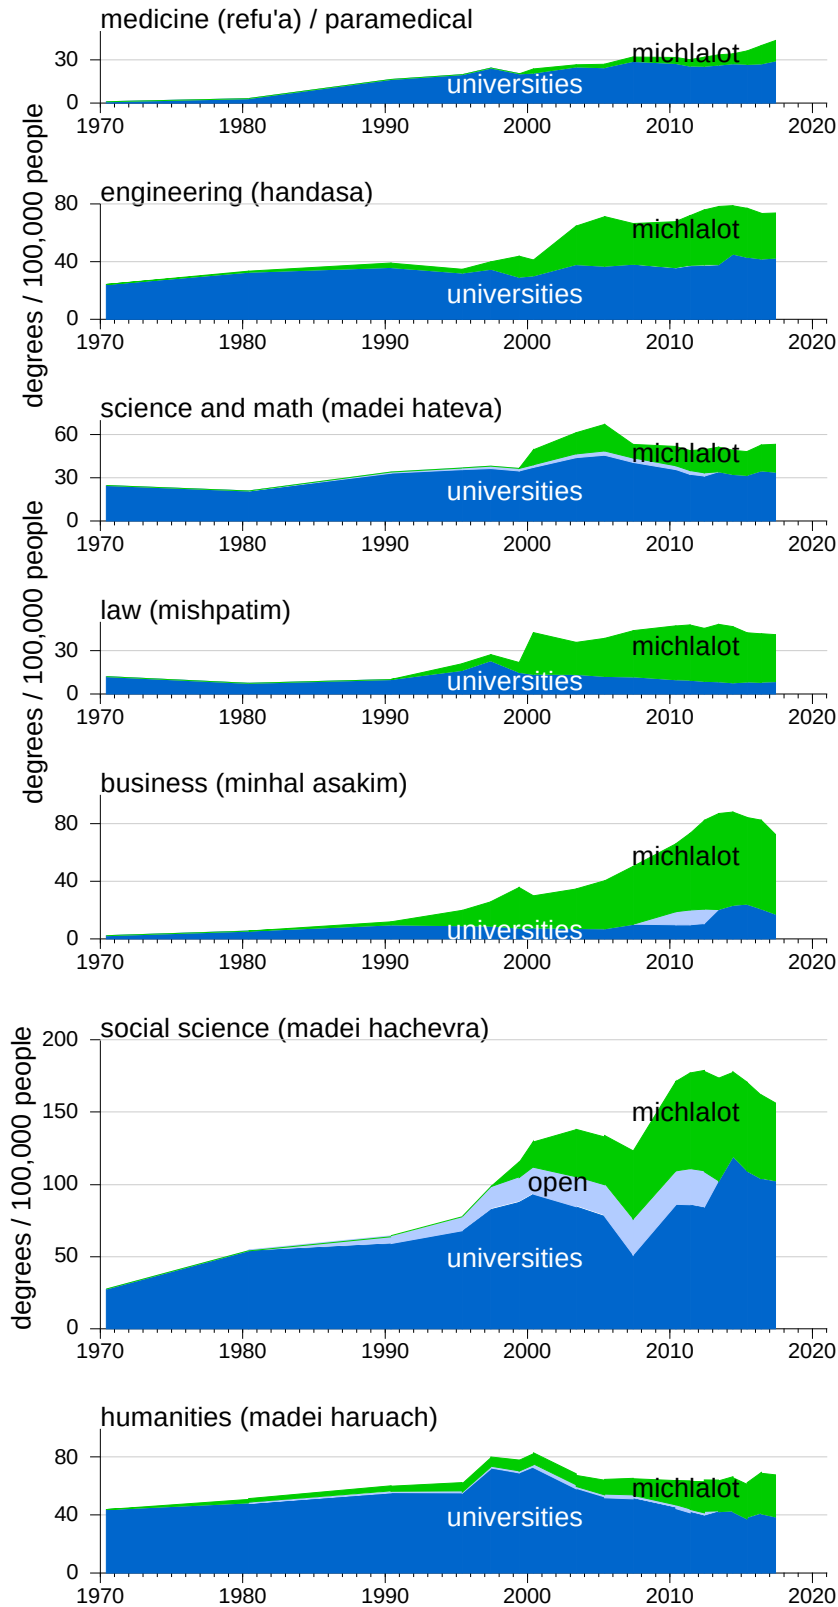 medicine (refu'a) / paramedical
30
michlalot
universities
0
1970 1980 1990 2000 2010 2020
degrees / 100,000 people
engineering (handasa)
80
michlalot
40
universities
0
1970 1980 1990 2000 2010 2020
science and math (madei hateva)
60
michlalot
30
universities
0
1970 1980 1990 2000 2010 2020
degrees / 100,000 people
law (mishpatim)
30
michlalot
universities
0
1970 1980 1990 2000 2010 2020
business (minhal asakim)
80
michlalot
40
universities
0
1970 1980 1990 2000 2010 2020
social science (madei hachevra)
200
150
michlalot
100
open
50
universities
0
1970 1980 1990 2000 2010 2020
degrees / 100,000 people
humanities (madei haruach)
80
michlalot
40
universities
0
1970 1980 1990 2000 2010 2020